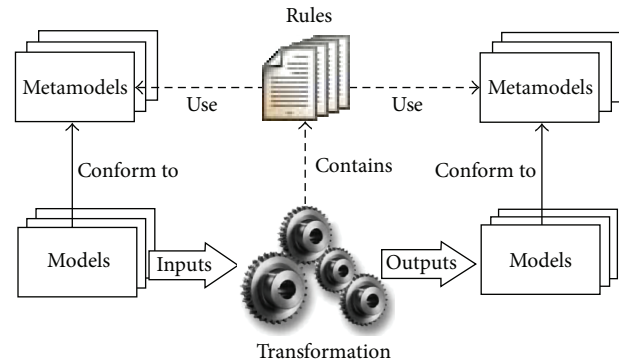 Rules
Metamodels
Metamodels
Use
Use
Conform to
Contains
Conform to
Models
Inputs
Outputs
Models
Transformation